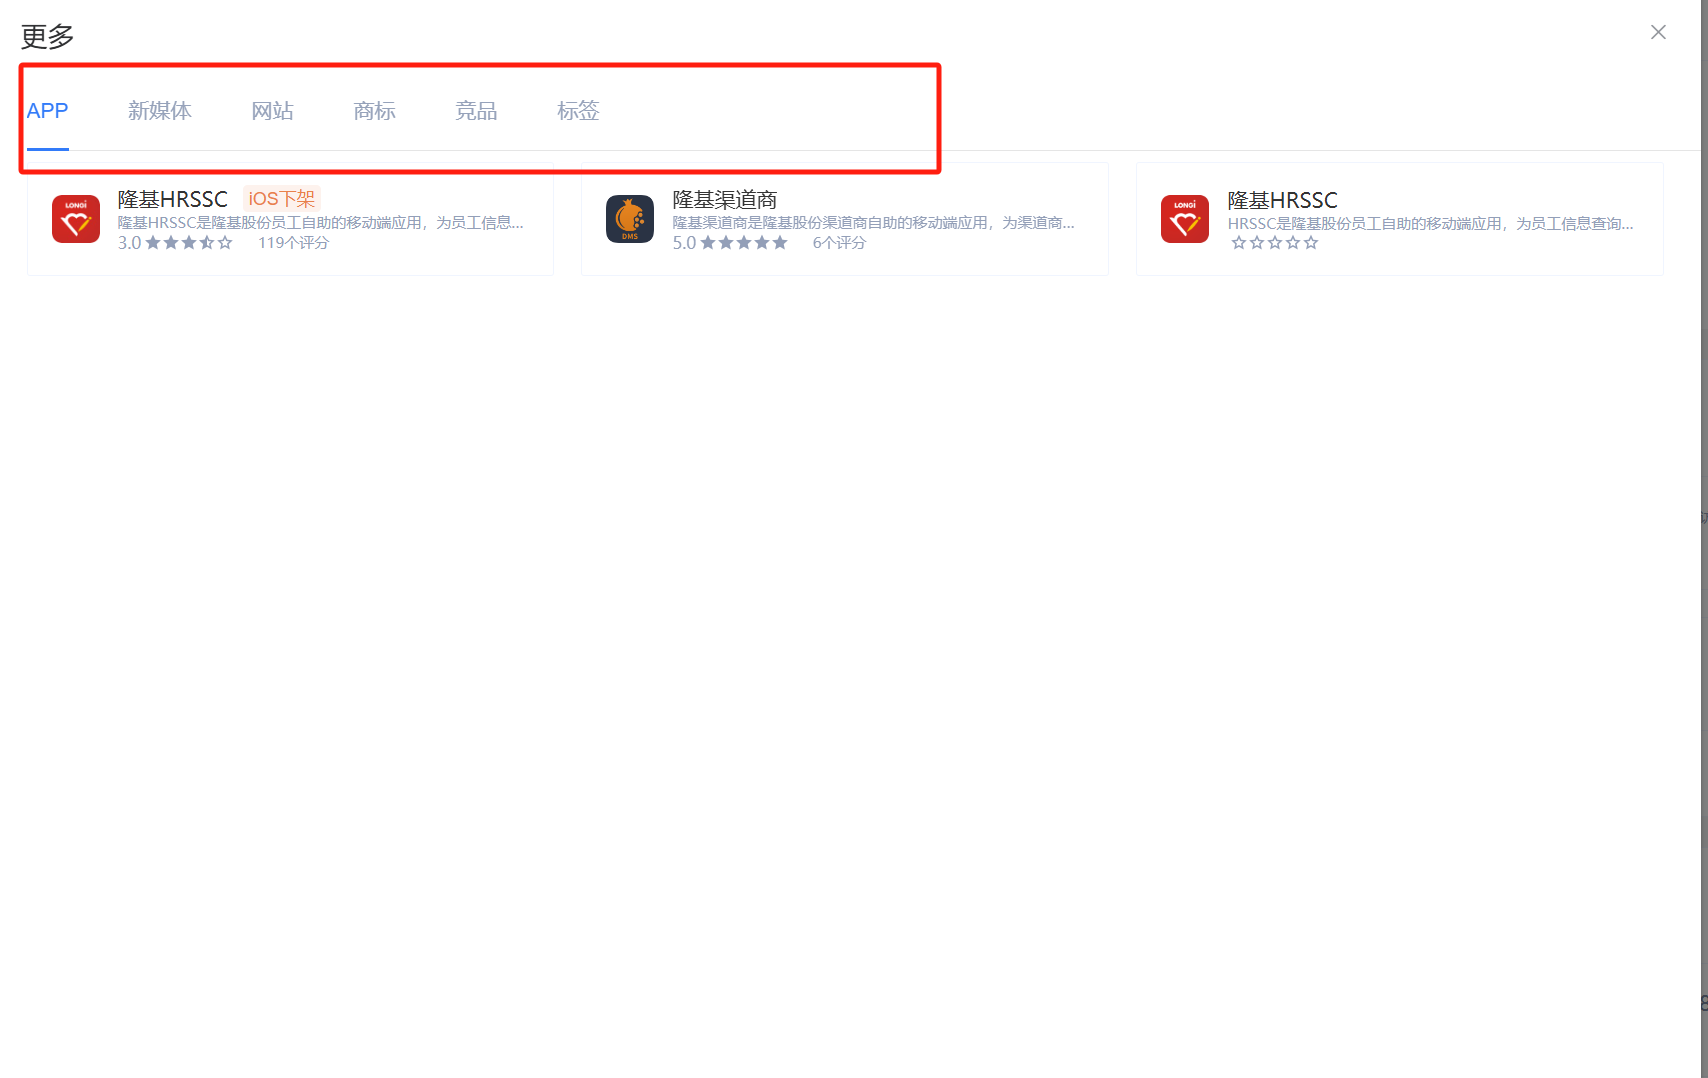 更多
APP 新媒体 网站 商标 竞品 标签
隆基HRSSC iOS下架
隆基HRSSC是隆基股份员工自助的移动端应用，为员工信息...
3.0 119个评分
LONGi
隆基渠道商
隆基渠道商是隆基股份渠道商自助的移动端应用，为渠道商...
5.0 6个评分
DMS
隆基HRSSC
HRSSC是隆基股份员工自助的移动端应用，为员工信息查询...
LONGi